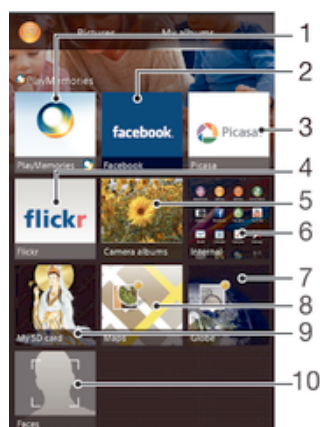 Pictures My albums
PlayMemories
facebook.
Picasa
PlayMemories Facebook Picasa
flickr
Flickr Camera albums Internal
My SD card Maps Globe
Faces
1
2
3
4
5
6
7
8
9
10